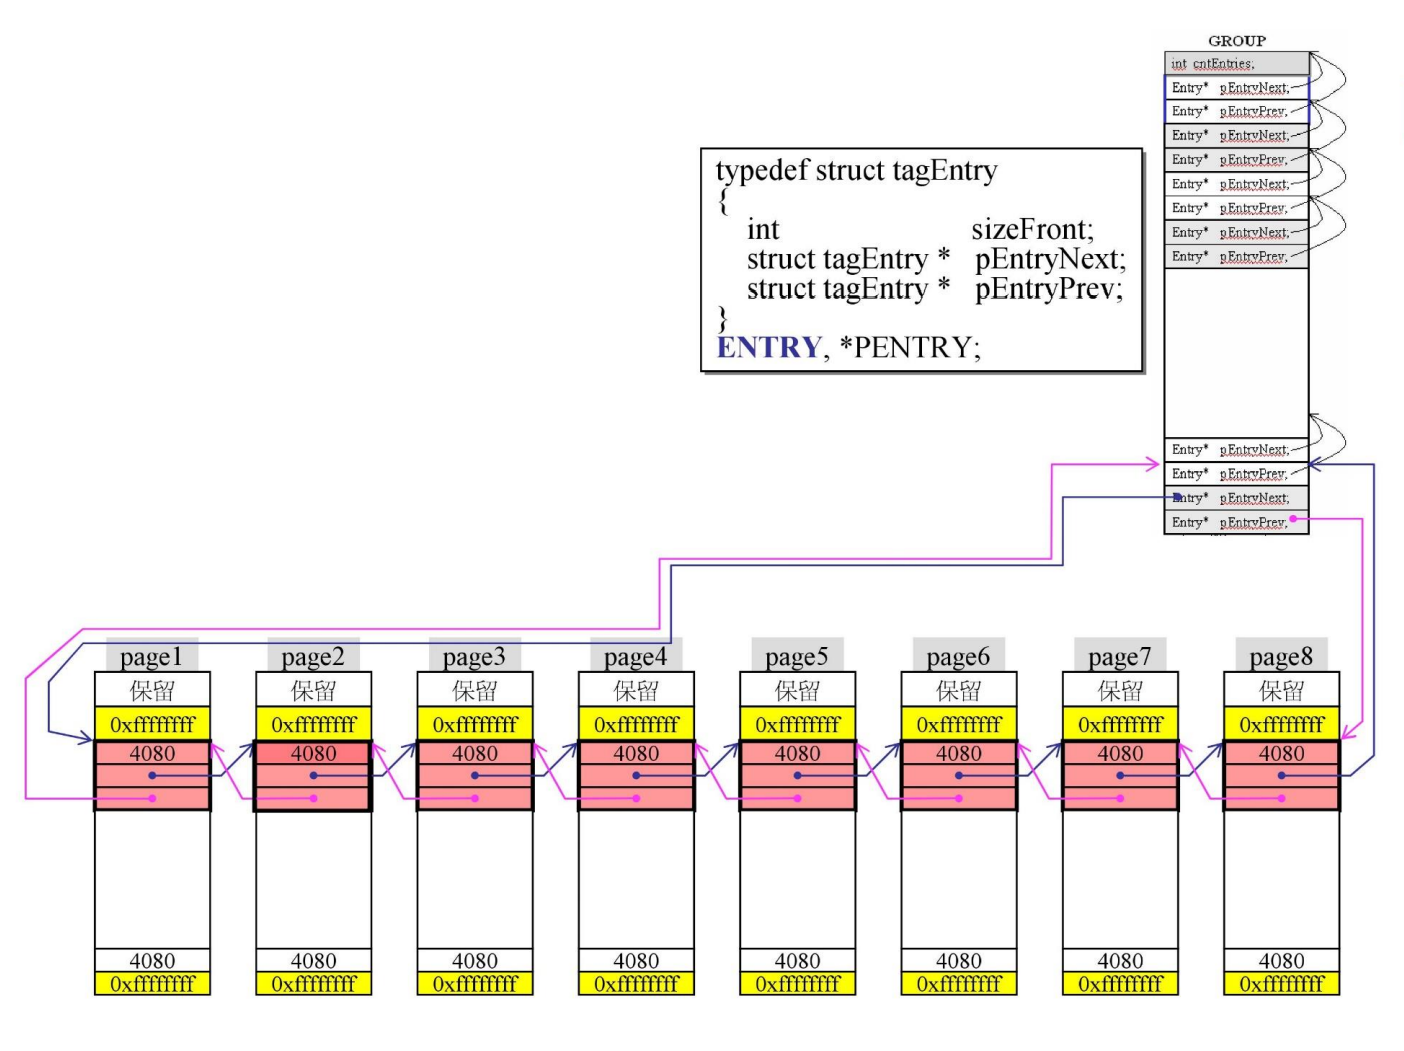 GROUP
int cntEntries;
Entry* pEntryNext;
Entry* pEntryPrev;
Entry* pEntryNext;
Entry* pEntryPrev;
Entry* pEntryNext;
Entry* pEntryPrev;
Entry* pEntryNext;
Entry* pEntryPrev;
Entry* pEntryNext;
Entry* pEntryPrev;
Entry* pEntryNext;
Entry* pEntryPrev;
typedef struct tagEntry
{
int sizeFront;
struct tagEntry * pEntryNext;
struct tagEntry * pEntryPrev;
}
ENTRY, *PENTRY;
page1 page2 page3 page4 page5 page6 page7 page8
保留 保留 保留 保留 保留 保留 保留 保留
0xffffffff 0xffffffff 0xffffffff 0xffffffff 0xffffffff 0xffffffff 0xffffffff 0xffffffff
4080 4080 4080 4080 4080 4080 4080 4080
4080 4080 4080 4080 4080 4080 4080 4080
0xffffffff 0xffffffff 0xffffffff 0xffffffff 0xffffffff 0xffffffff 0xffffffff 0xffffffff